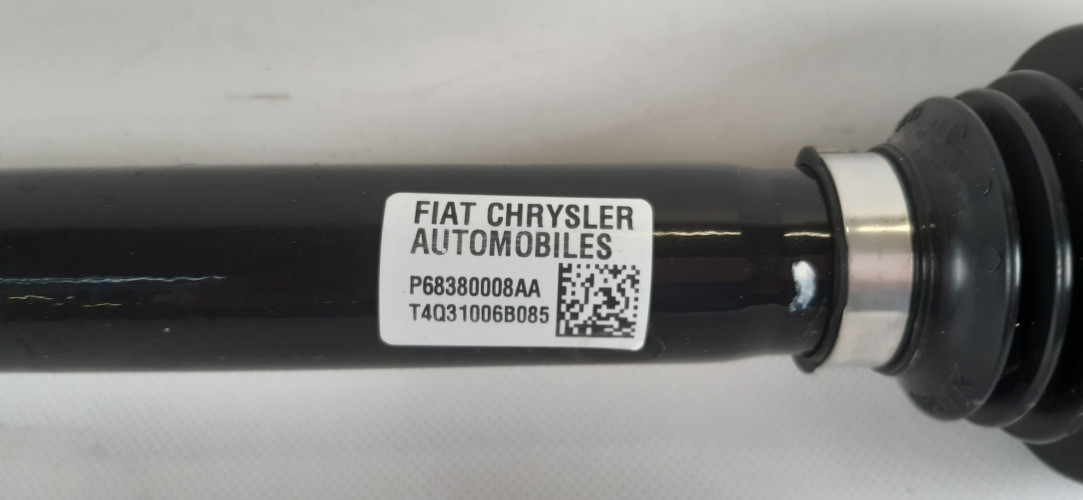 FIAT CHRYSLER
AUTOMOBILES
P68380008AA
T4Q31006B085